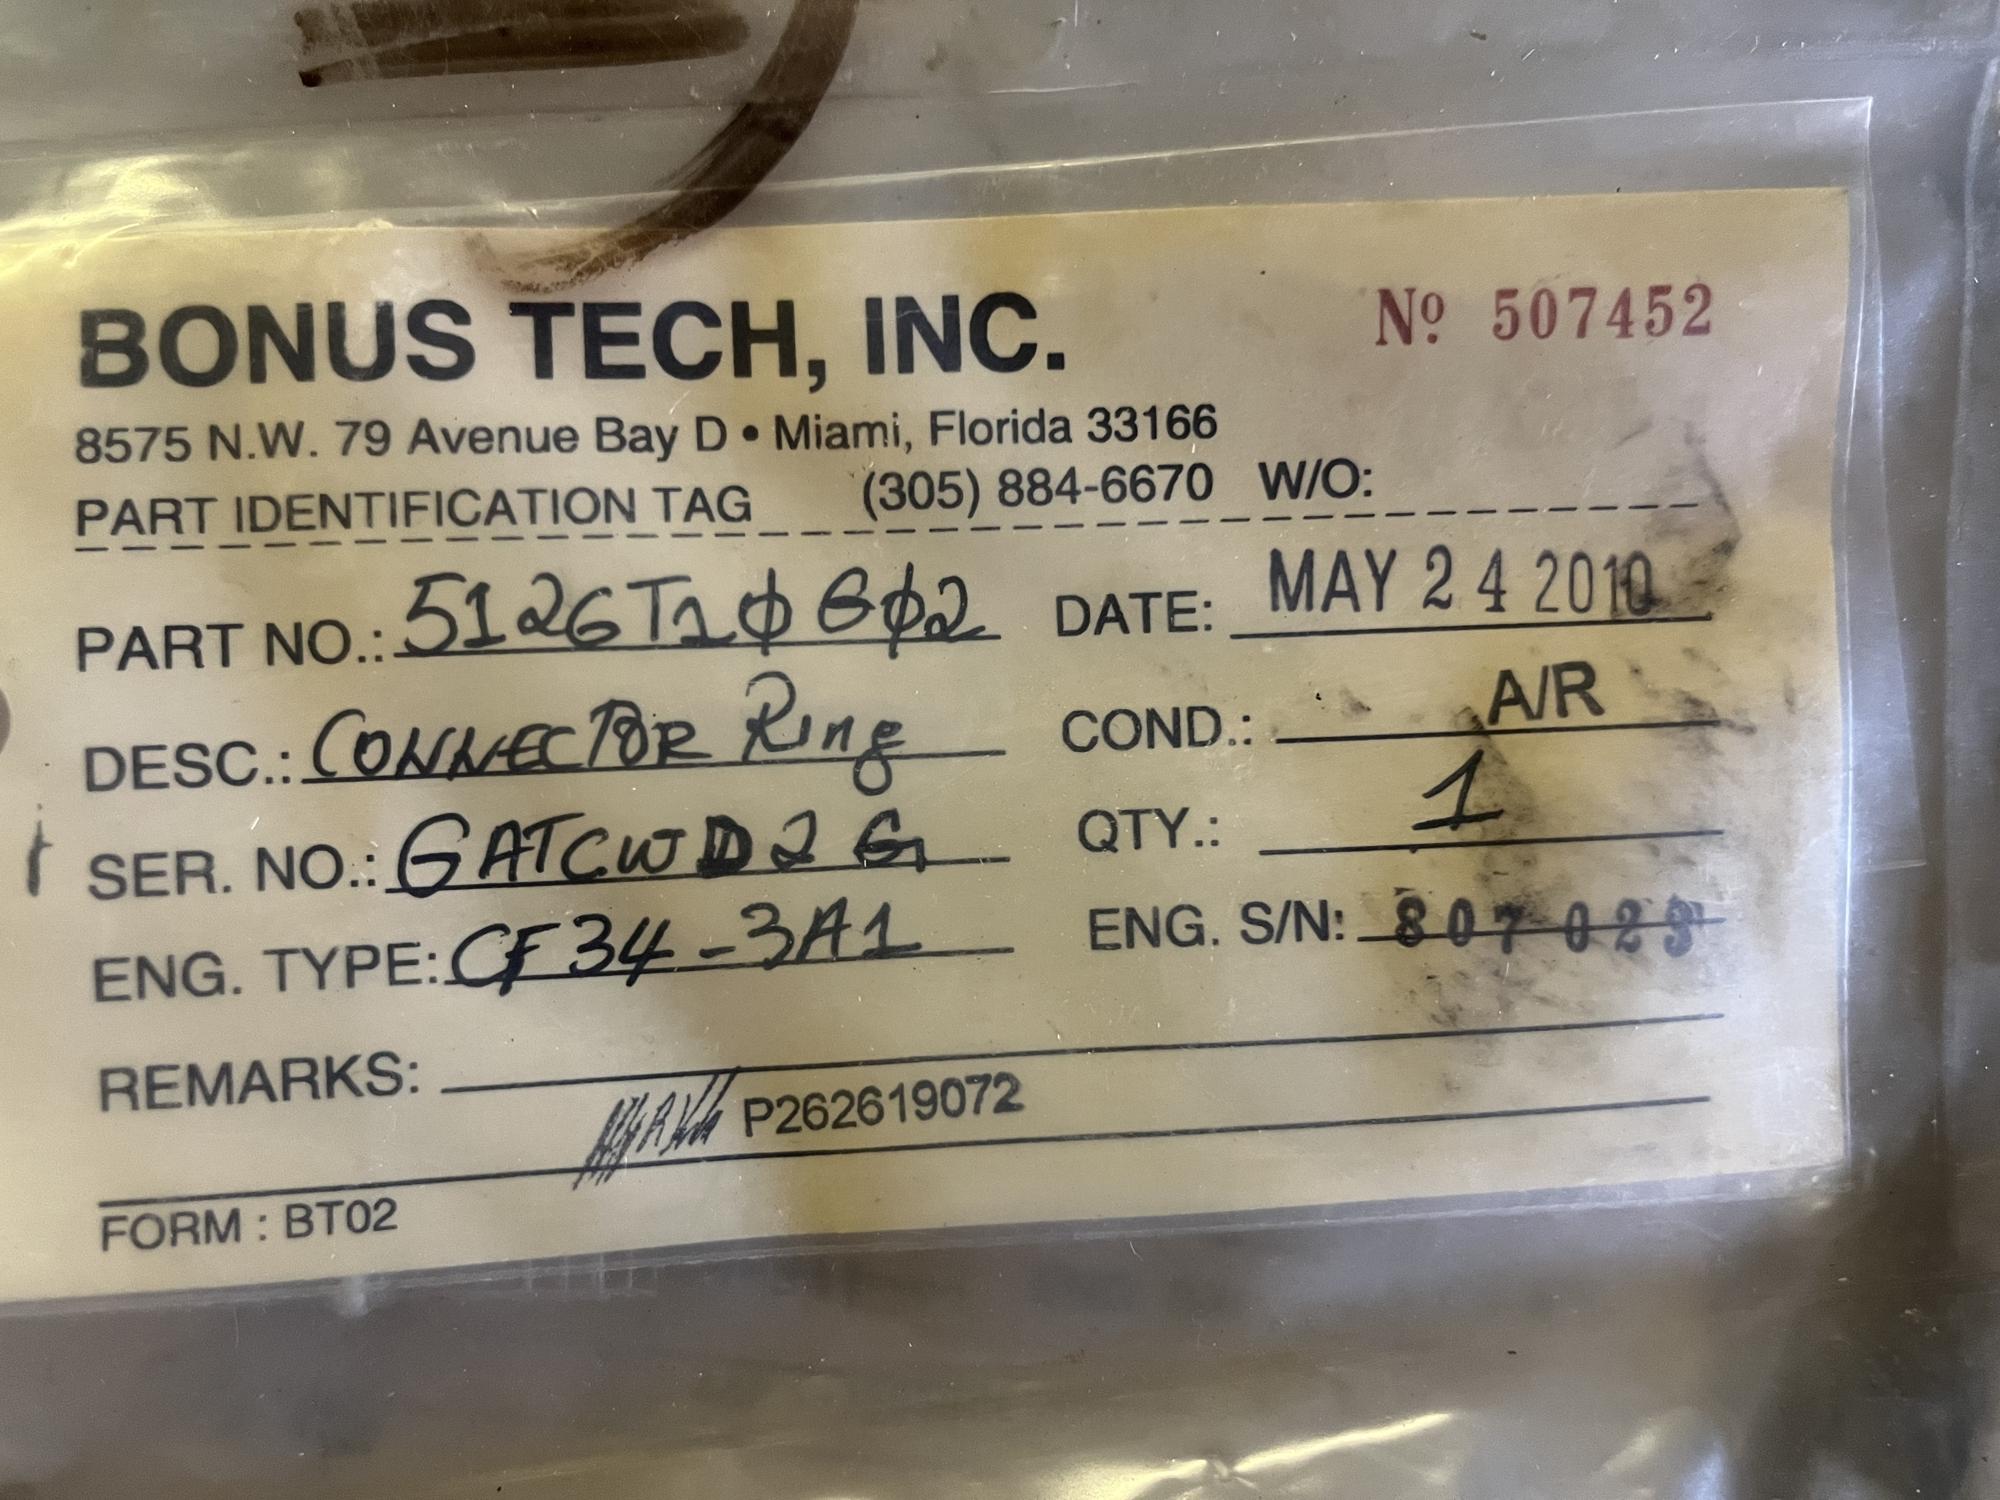 BONUS TECH, INC.
Nº 507452
8575 N.W. 79 Avenue Bay D • Miami, Florida 33166
PART IDENTIFICATION TAG (305) 884-6670 W/O:
PART NO.: 5126T1060​2 DATE: MAY 24 2010
DESC.: CONNECTOR Ring COND.: A/R
SER. NO.: GATCWD2G QTY.: 1
ENG. TYPE: CF34-3A1 ENG. S/N: 807023
REMARKS:
P262619072
FORM : BT02